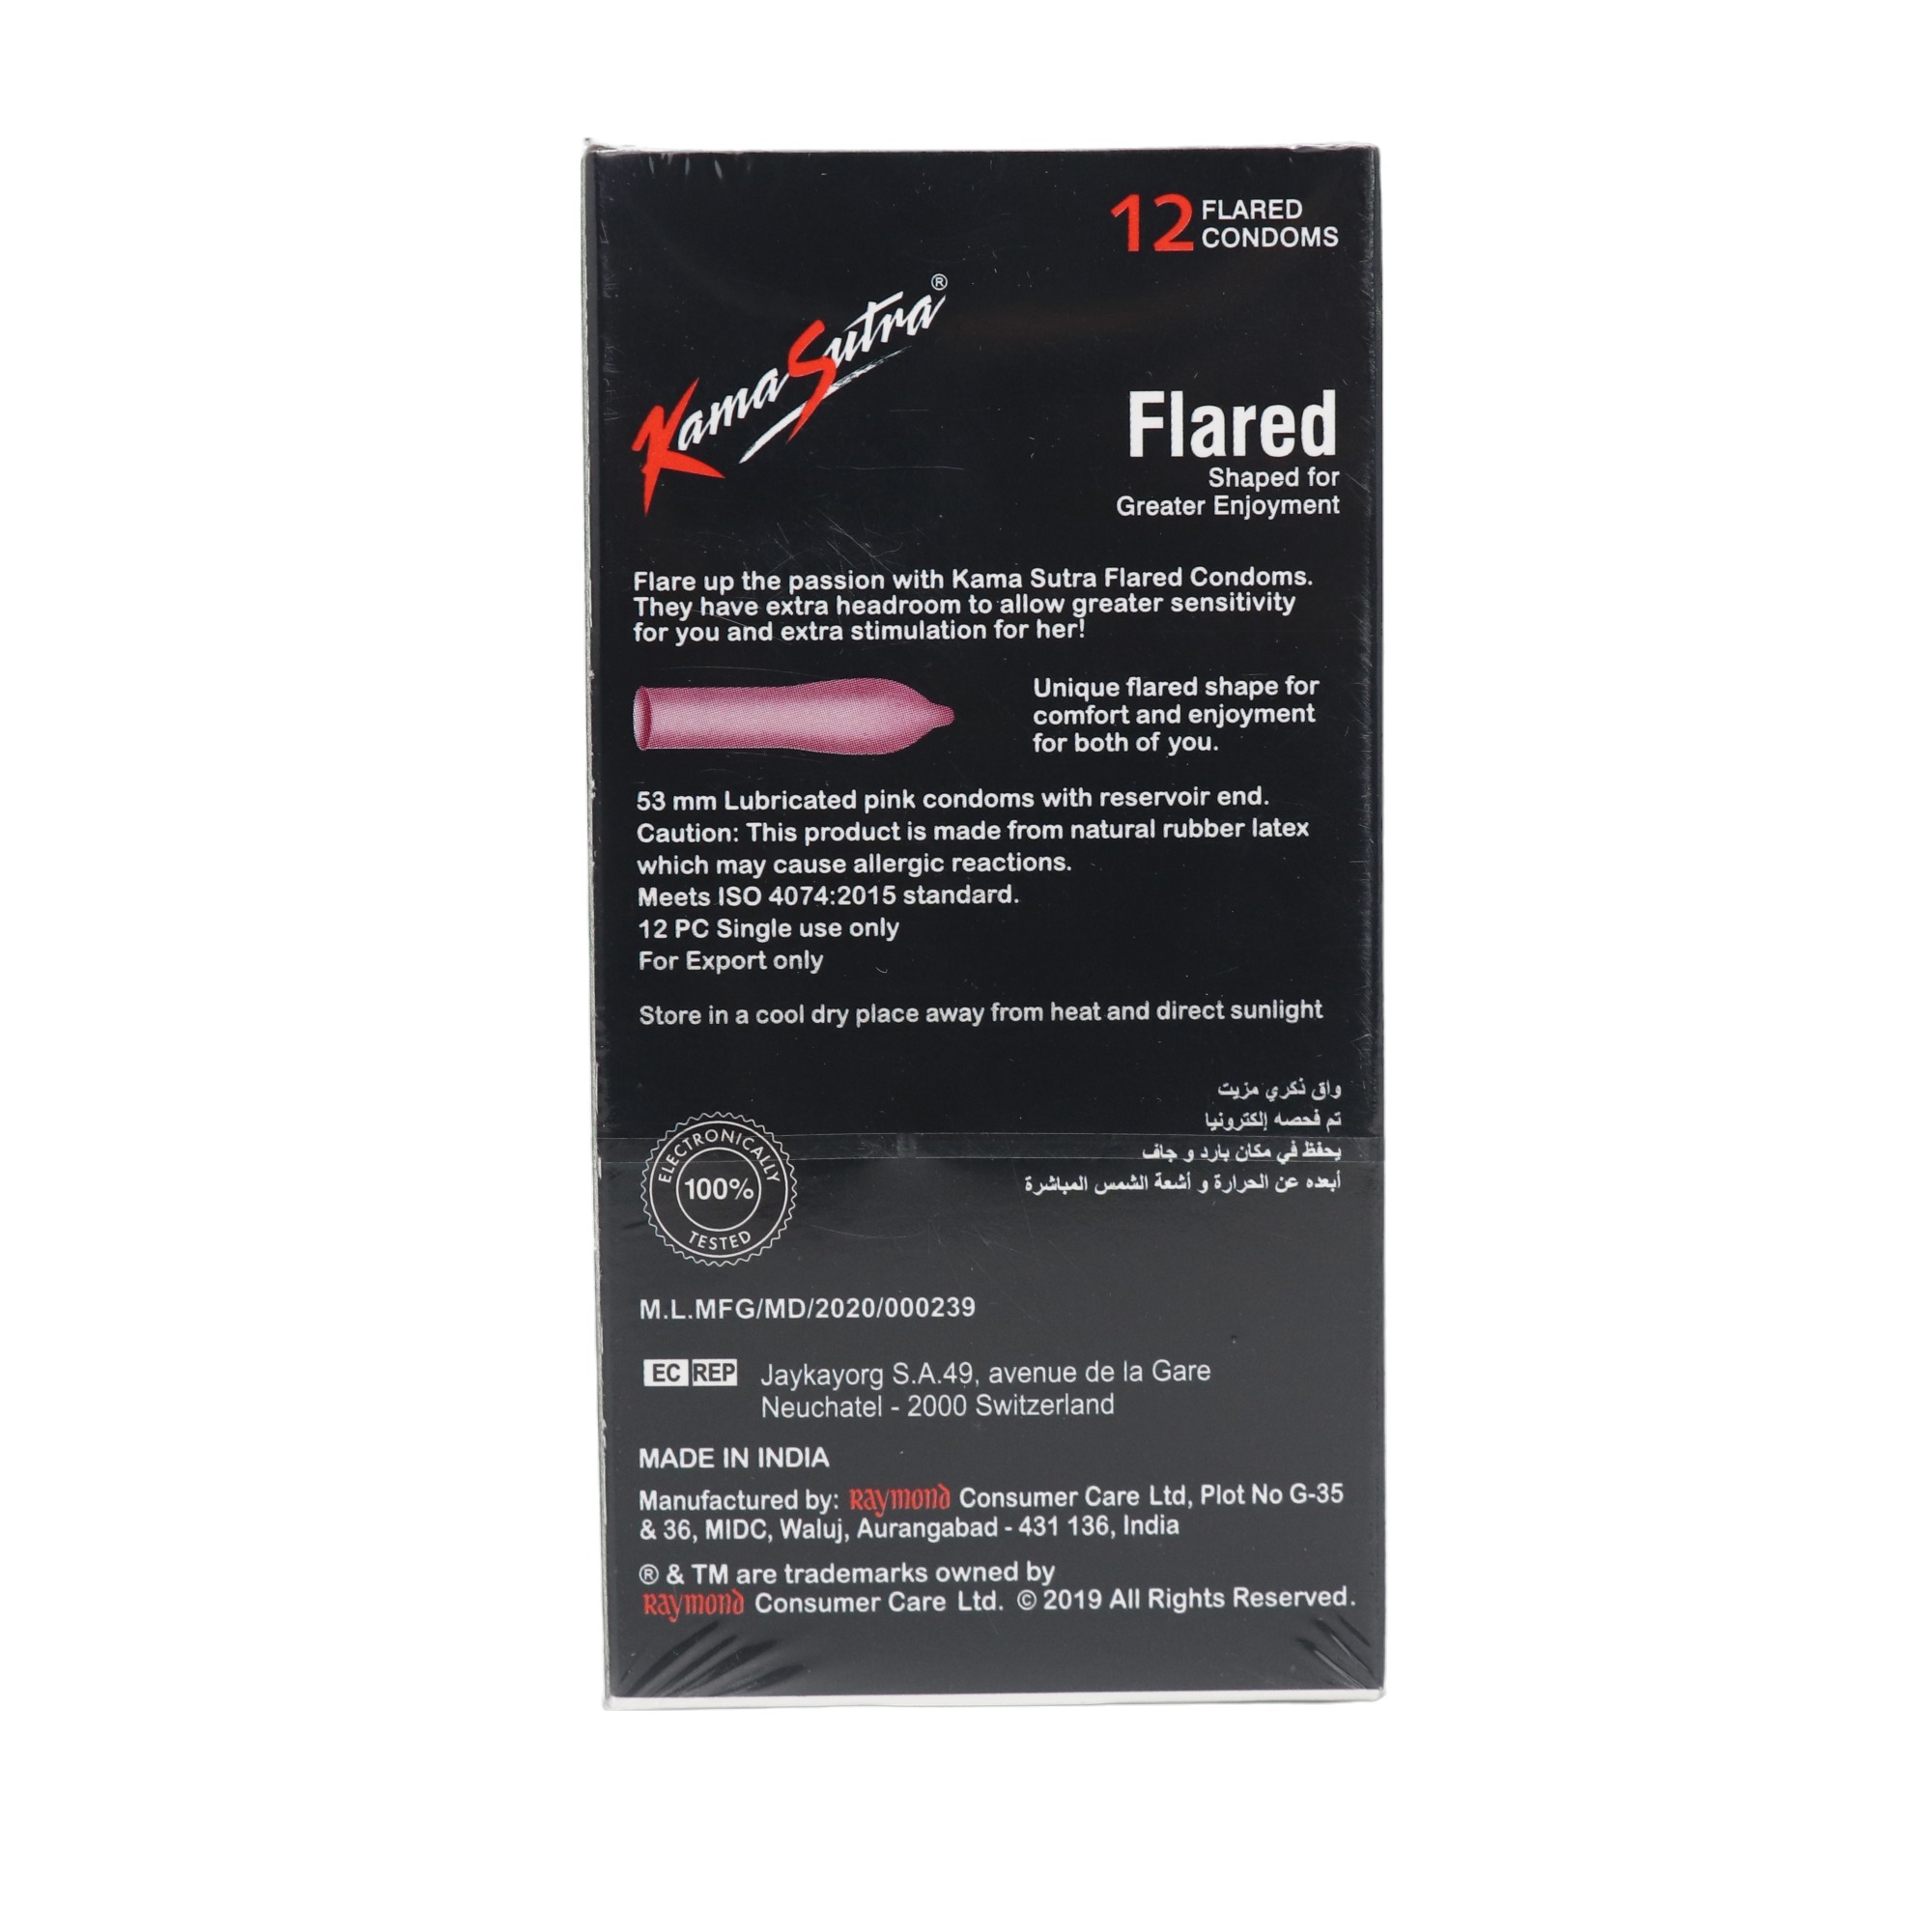 12 FLARED
CONDOMS
KamaSutra®
Flared
Shaped for
Greater Enjoyment
Flare up the passion with Kama Sutra Flared Condoms.
They have extra headroom to allow greater sensitivity
for you and extra stimulation for her!
Unique flared shape for
comfort and enjoyment
for both of you.
53 mm Lubricated pink condoms with reservoir end.
Caution: This product is made from natural rubber latex
which may cause allergic reactions.
Meets ISO 4074:2015 standard.
12 PC Single use only
For Export only
Store in a cool dry place away from heat and direct sunlight
واق ذكري مزيت
تم فحصه إلكترونيا
يحفظ في مكان بارد و جاف
أبعده عن الحرارة و أشعة الشمس المباشرة
ELECTRONICALLY
100%
TESTED
M.L.MFG/MD/2020/000239
EC REP Jaykayorg S.A.49, avenue de la Gare
Neuchatel - 2000 Switzerland
MADE IN INDIA
Manufactured by: Raymond Consumer Care Ltd, Plot No G-35
& 36, MIDC, Waluj, Aurangabad - 431 136, India
® & TM are trademarks owned by
Raymond Consumer Care Ltd. © 2019 All Rights Reserved.